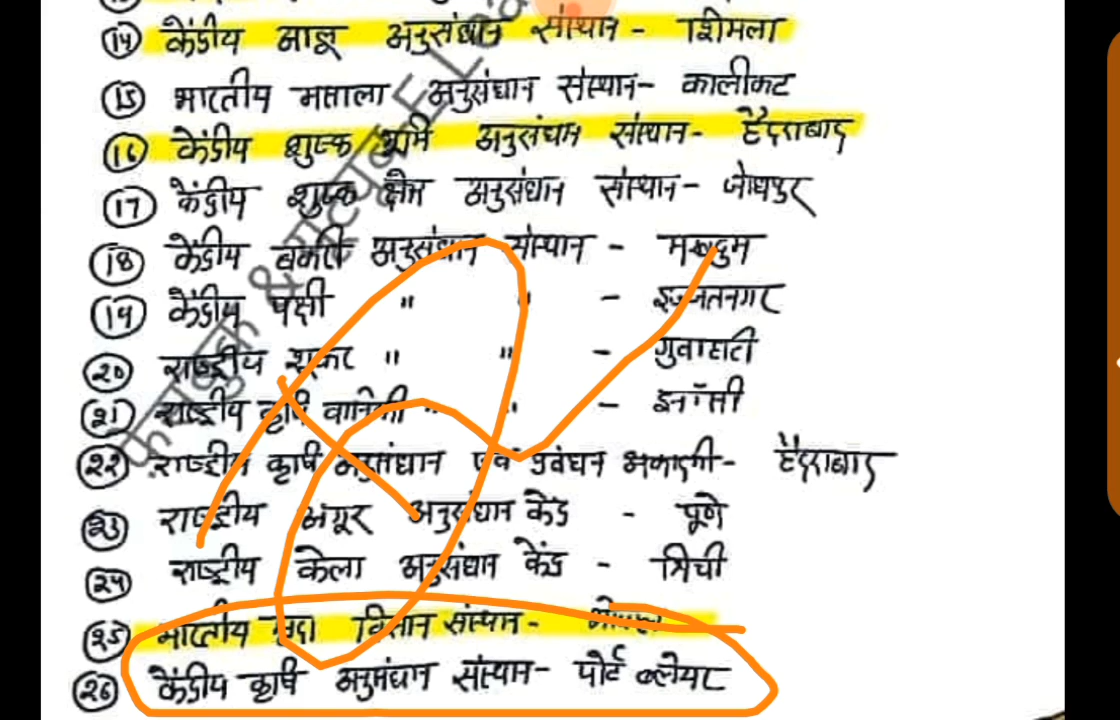 (14) केंद्रीय आलू अनुसंधान संस्थान - शिमला
(15) भारतीय मसाला अनुसंधान संस्थान - कालीकट
(16) केंद्रीय शुष्क भूमि अनुसंधान संस्थान - हैदराबाद
(17) केंद्रीय शुष्क क्षेत्र अनुसंधान संस्थान - जोधपुर
(18) केंद्रीय बकरी अनुसंधान संस्थान - मखदुम
(19) केंद्रीय पक्षी " " - इज्जतनगर
(20) राष्ट्रीय शूकर " " - गुवाहाटी
(21) राष्ट्रीय कृषि वानिकी " " - झाँसी
(22) राष्ट्रीय कृषि अनुसंधान एवं प्रबंधन अकादमी - हैदराबाद
(23) राष्ट्रीय अंगूर अनुसंधान केंद्र - पूणे
(24) राष्ट्रीय केला अनुसंधान केंद्र - त्रिची
(25) भारतीय मृदा विज्ञान संस्थान - भोपाल
(26) केंद्रीय कृषि अनुसंधान संस्थान - पोर्ट ब्लेयर